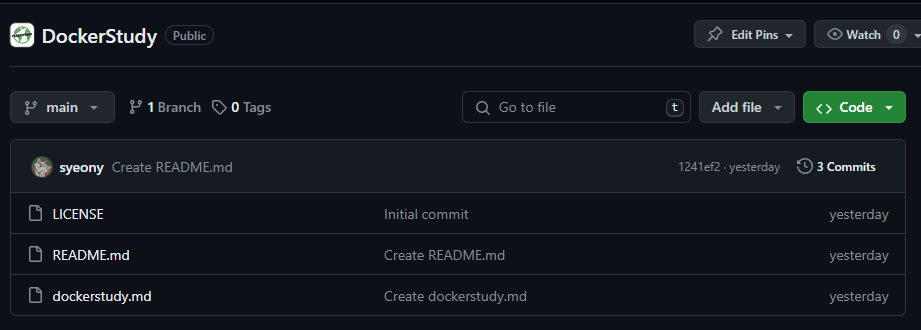 DockerStudy Public Edit Pins Watch 0
main 1 Branch 0 Tags Go to file t Add file Code
syeony Create README.md 1241ef2 · yesterday 3 Commits
LICENSE Initial commit yesterday
README.md Create README.md yesterday
dockerstudy.md Create dockerstudy.md yesterday